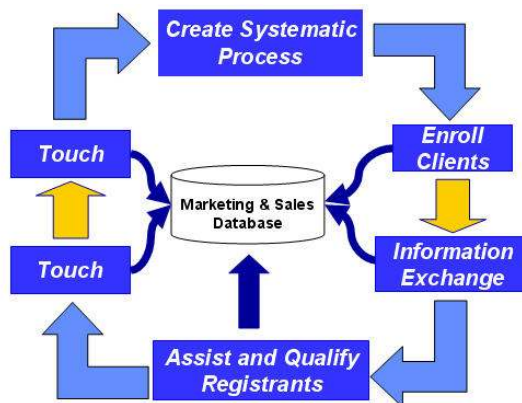 Create Systematic
Process
Enroll
Clients
Information
Exchange
Assist and Qualify
Registrants
Touch
Touch
Marketing & Sales
Database